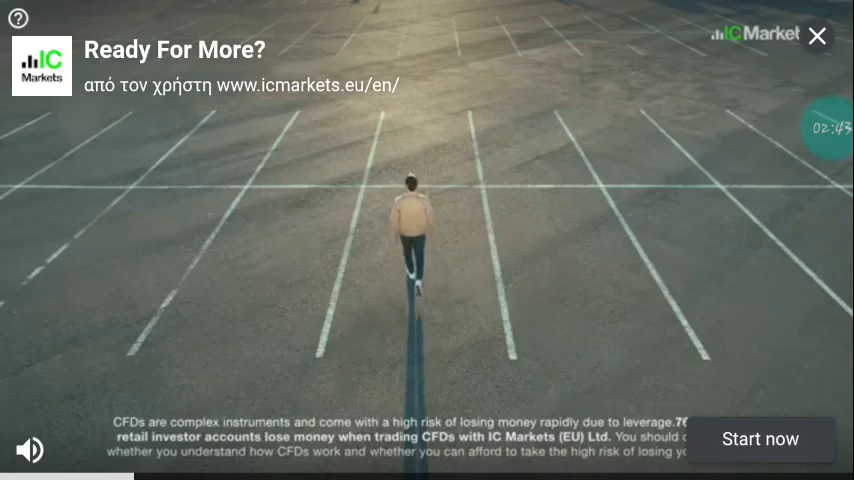 IC Markets
Ready For More?
IC Markets
από τον χρήστη www.icmarkets.eu/en/
02:43
CFDs are complex instruments and come with a high risk of losing money rapidly due to leverage.
retail investor accounts lose money when trading CFDs with IC Markets (EU) Ltd. You should
whether you understand how CFDs work and whether you can afford to take the high risk of losing
Start now